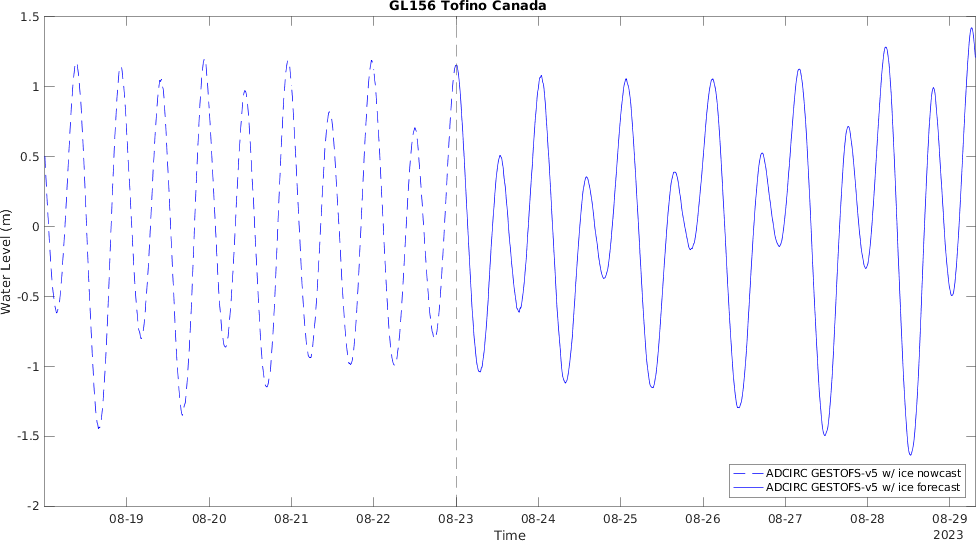 GL156 Tofino Canada
Water Level (m)
1.5
1
0.5
0
-0.5
-1
-1.5
-2
ADCIRC GESTOFS-v5 w/ ice nowcast
ADCIRC GESTOFS-v5 w/ ice forecast
08-19 08-20 08-21 08-22 08-23 08-24 08-25 08-26 08-27 08-28 08-29
Time 2023